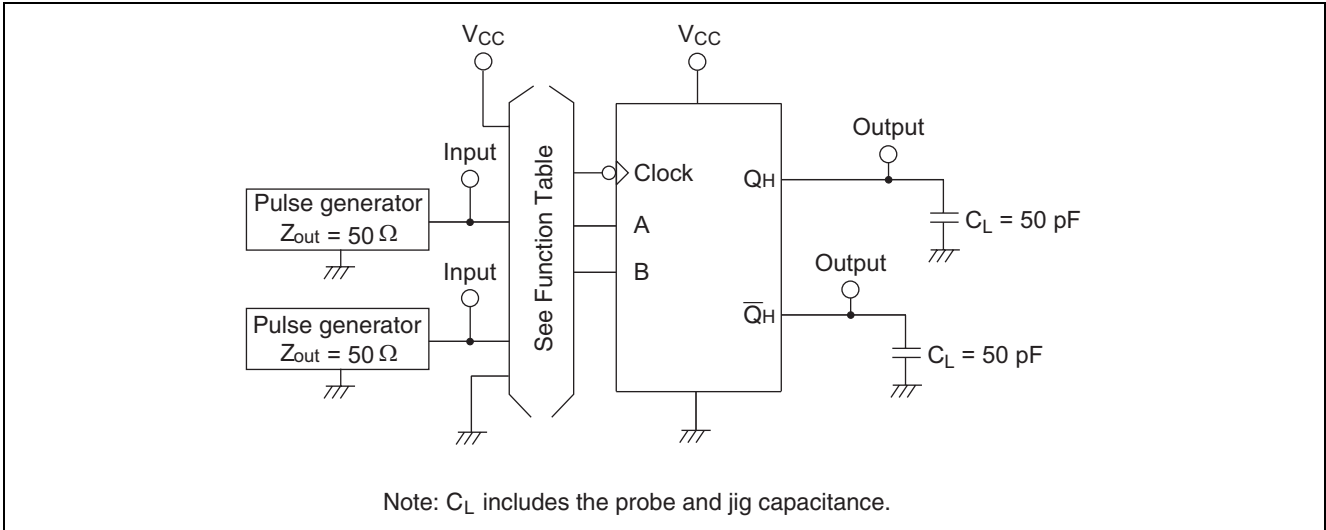 VCC
VCC
Output
Input
See Function Table
Clock
QH
Pulse generator
Zout = 50 Ω
A
CL = 50 pF
Input
B
Output
Pulse generator
Zout = 50 Ω
Q̅H
CL = 50 pF
Note: CL includes the probe and jig capacitance.